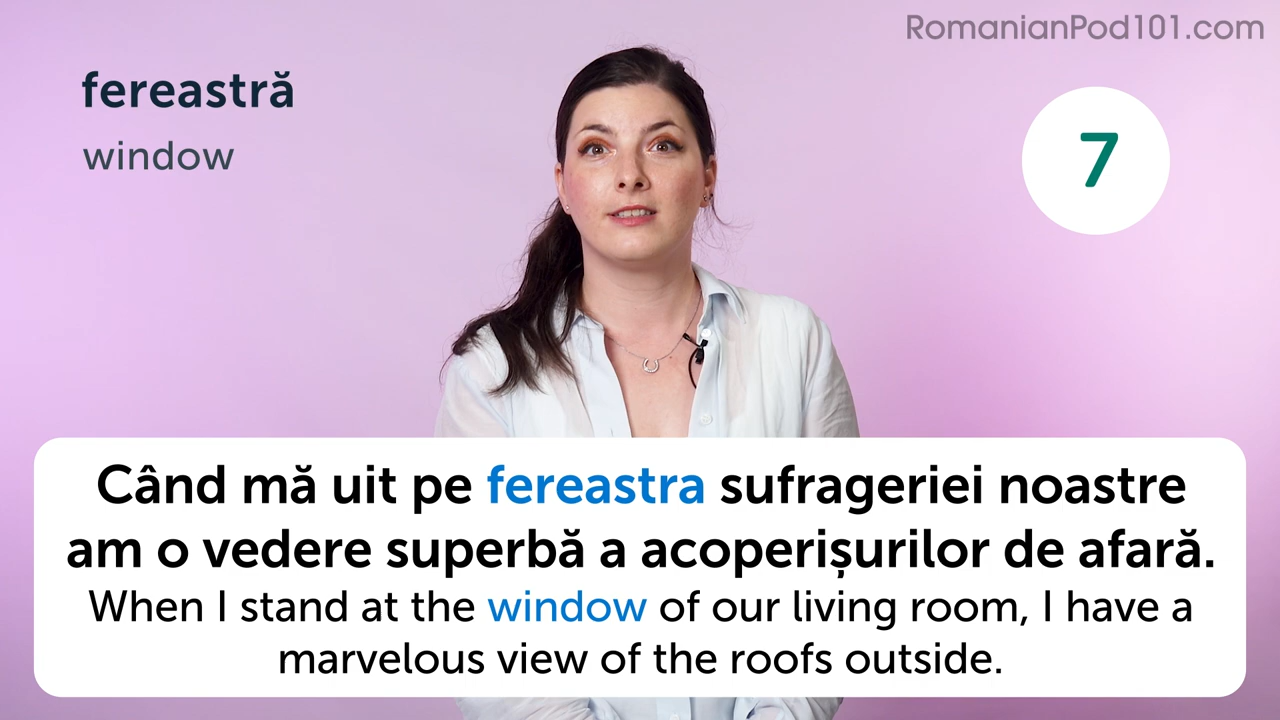 RomanianPod101.com
fereastră
window
7
Când mă uit pe fereastra sufrageriei noastre
am o vedere superbă a acoperișurilor de afară.
When I stand at the window of our living room, I have a
marvelous view of the roofs outside.